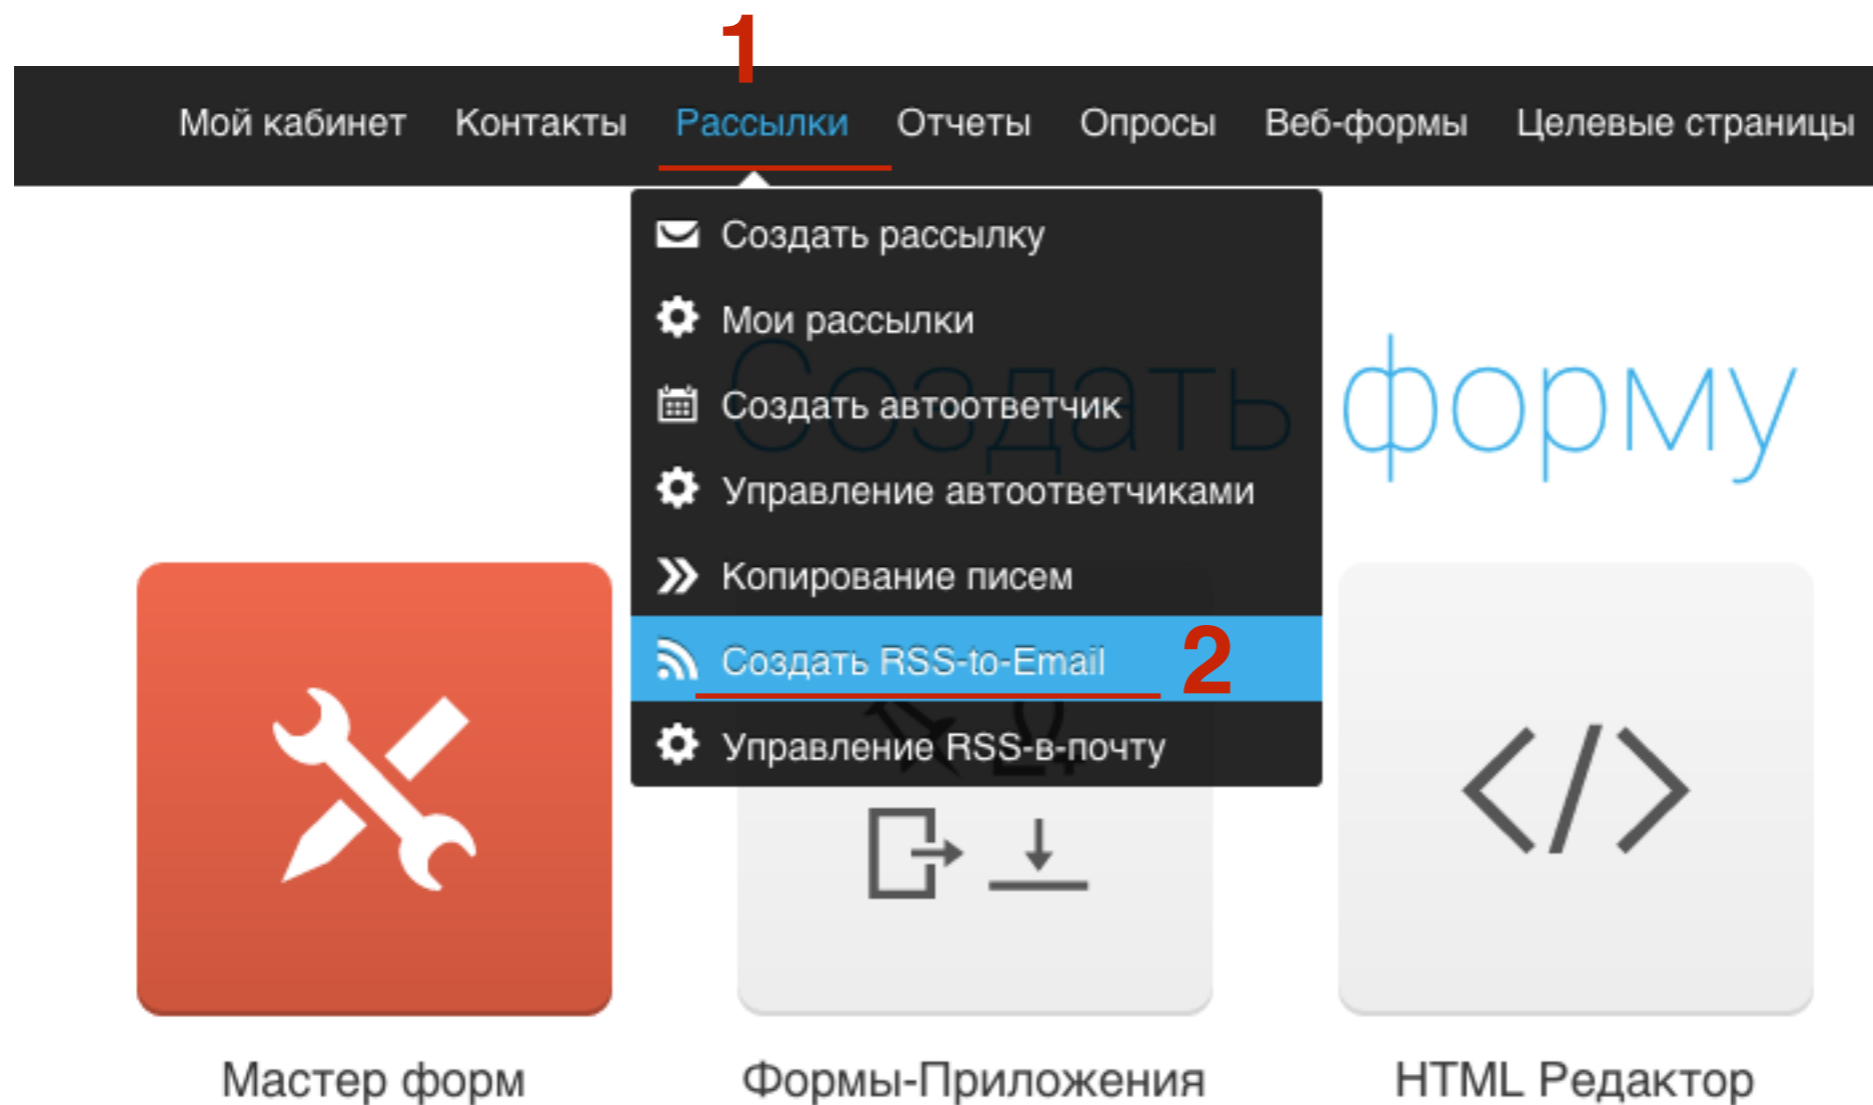 1
Мой кабинет Контакты Рассылки Отчеты Опросы Веб-формы Целевые страницы
Создать рассылку
Мои рассылки
Создать форму
Создать автоответчик
Управление автоответчиками
Копирование писем
Создать RSS-to-Email 2
Управление RSS-в-почту
Мастер форм Формы-Приложения HTML Редактор